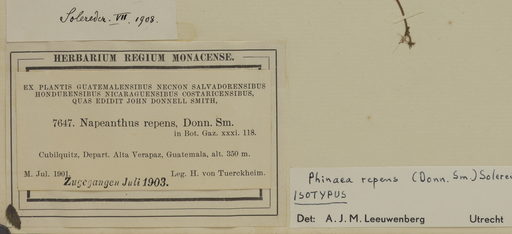 Solereder. VII. 1908.
HERBARIUM REGIUM MONACENSE.
EX PLANTIS GUATEMALENSIBUS NECNON SALVADORENSIBUS
HONDURENSIBUS NICARAGUENSIBUS COSTARICENSIBUS,
QUAS EDIDIT JOHN DONNELL SMITH,
7647. Napeanthus repens, Donn. Sm.
in Bot. Gaz. xxxi. 118.
Cubilquitz, Depart. Alta Verapaz, Guatemala, alt. 350 m.
M. Jul. 1901. Leg. H. von Tuerckheim.
Zugegangen Juli 1903.
Phinaea repens (Donn. Sm.) Solere
ISOTYPUS
Det: A. J. M. Leeuwenberg Utrecht